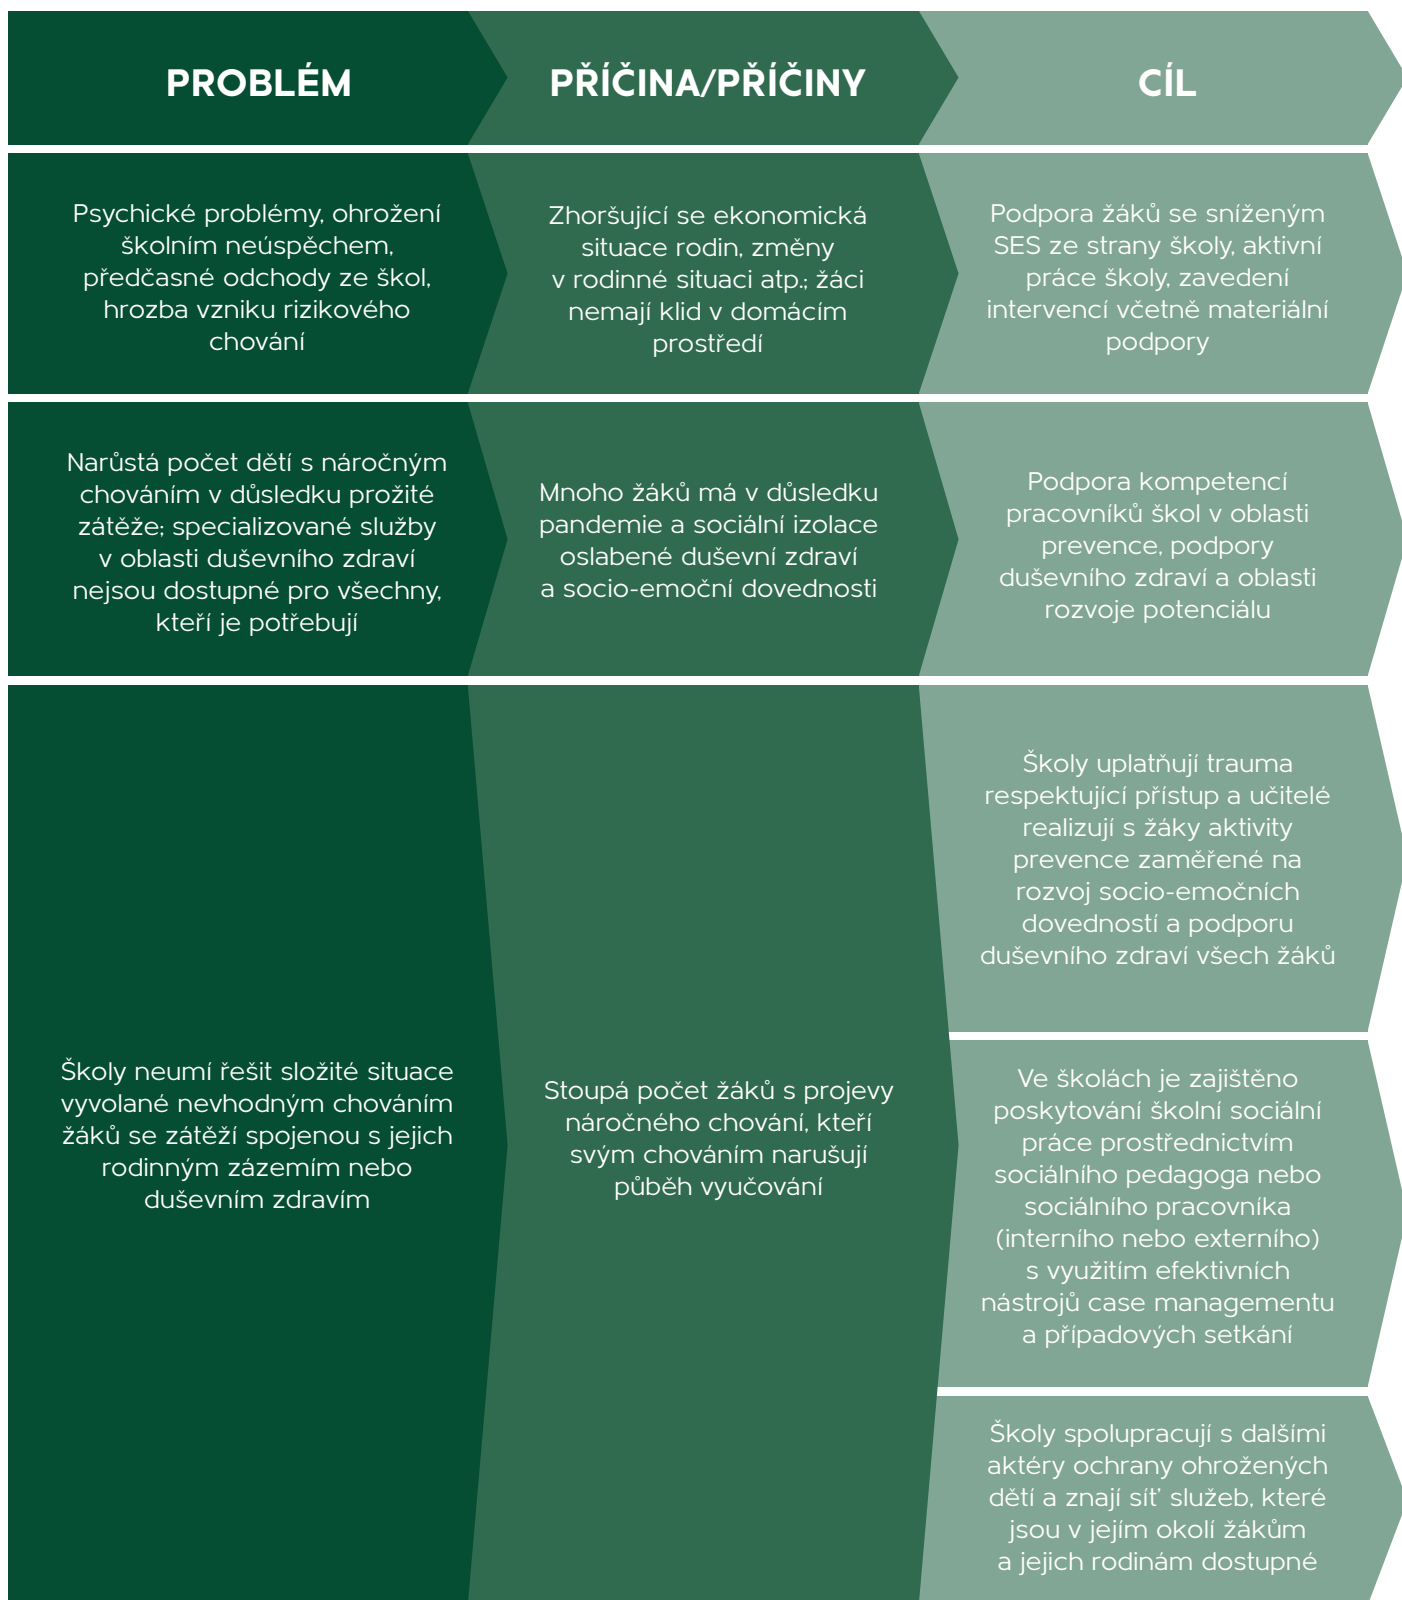 PROBLÉM
PŘÍČINA/PŘÍČINY
CÍL
Psychické problémy, ohrožení
školním neúspěchem,
předčasné odchody ze škol,
hrozba vzniku rizikového
chování
Zhoršující se ekonomická
situace rodin, změny
v rodinné situaci atp.; žáci
nemají klid v domácím
prostředí
Podpora žáků se sníženým
SES ze strany školy, aktivní
práce školy, zavedení
intervencí včetně materiální
podpory
Narůstá počet dětí s náročným
chováním v důsledku prožité
zátěže; specializované služby
v oblasti duševního zdraví
nejsou dostupné pro všechny,
kteří je potřebují
Mnoho žáků má v důsledku
pandemie a sociální izolace
oslabené duševní zdraví
a socio-emoční dovednosti
Podpora kompetencí
pracovníků škol v oblasti
prevence, podpory
duševního zdraví a oblasti
rozvoje potenciálu
Školy neumí řešit složité situace
vyvolané nevhodným chováním
žáků se zátěží spojenou s jejich
rodinným zázemím nebo
duševním zdravím
Stoupá počet žáků s projevy
náročného chování, kteří
svým chováním narušují
půběh vyučování
Školy uplatňují trauma
respektující přístup a učitelé
realizují s žáky aktivity
prevence zaměřené na
rozvoj socio-emočních
dovedností a podporu
duševního zdraví všech žáků
Ve školách je zajištěno
poskytování školní sociální
práce prostřednictvím
sociálního pedagoga nebo
sociálního pracovníka
(interního nebo externího)
s využitím efektivních
nástrojů case managementu
a případových setkání
Školy spolupracují s dalšími
aktéry ochrany ohrožených
dětí a znají síť služeb, které
jsou v jejím okolí žákům
a jejich rodinám dostupné